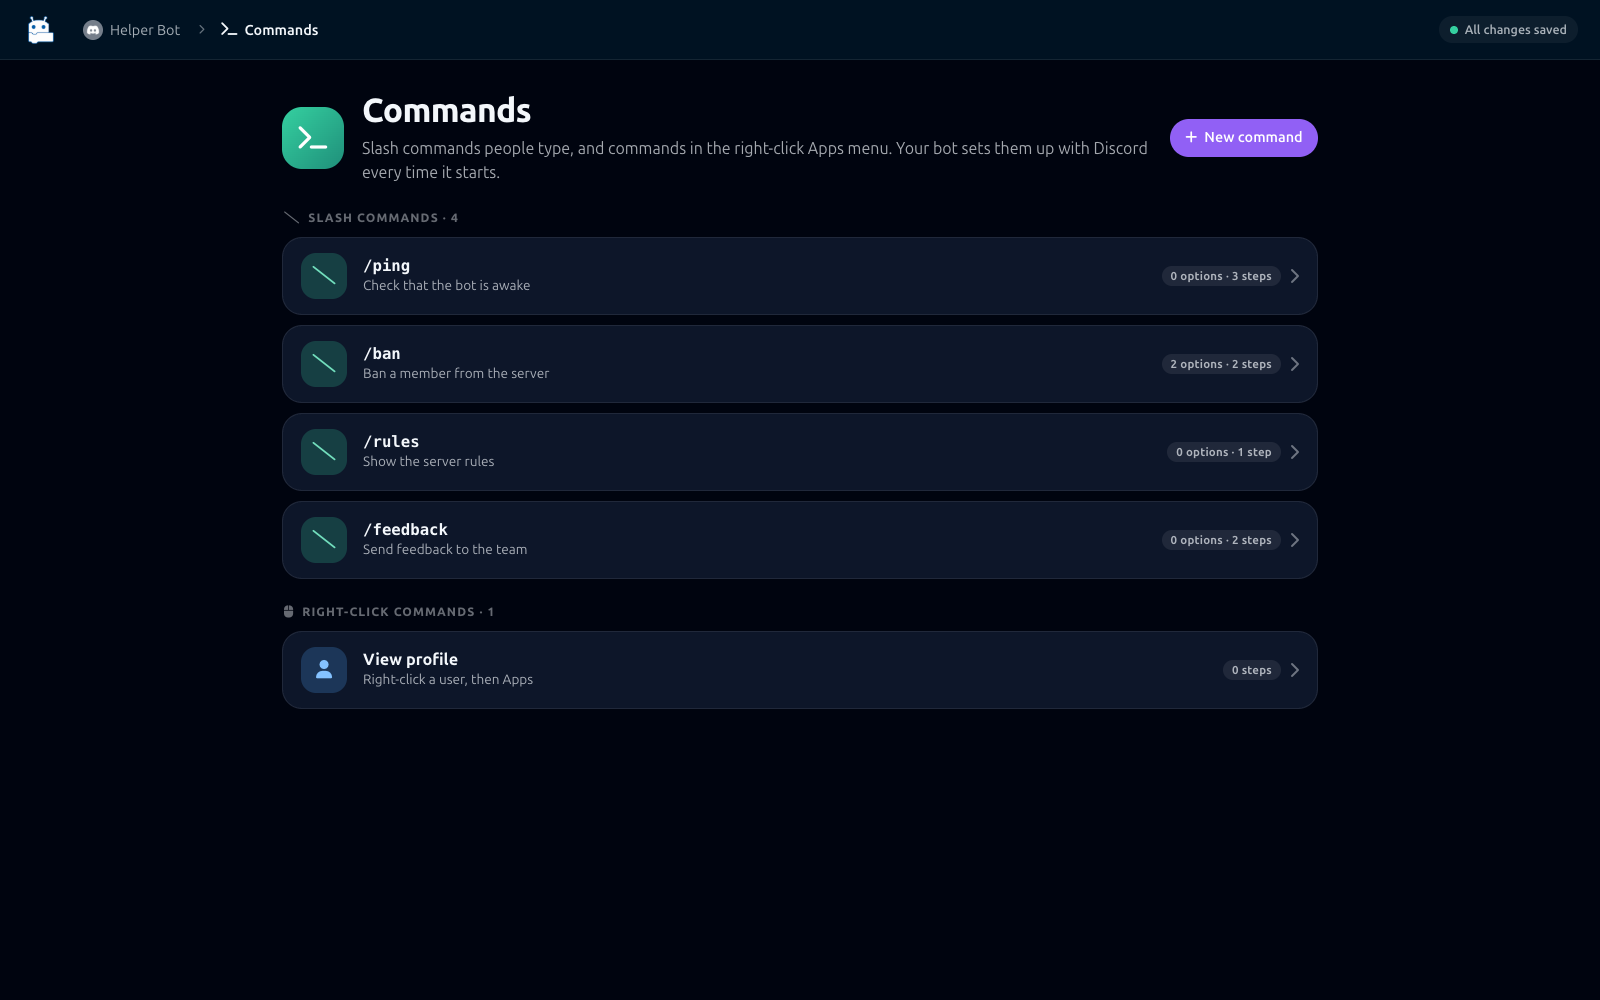 Helper Bot
Commands
All changes saved
Commands
Slash commands people type, and commands in the right-click Apps menu. Your bot sets them up with Discord
every time it starts.
New command
SLASH COMMANDS · 4
/ping
Check that the bot is awake
0 options · 3 steps
/ban
Ban a member from the server
2 options · 2 steps
/rules
Show the server rules
0 options · 1 step
/feedback
Send feedback to the team
0 options · 2 steps
RIGHT-CLICK COMMANDS · 1
View profile
Right-click a user, then Apps
0 steps